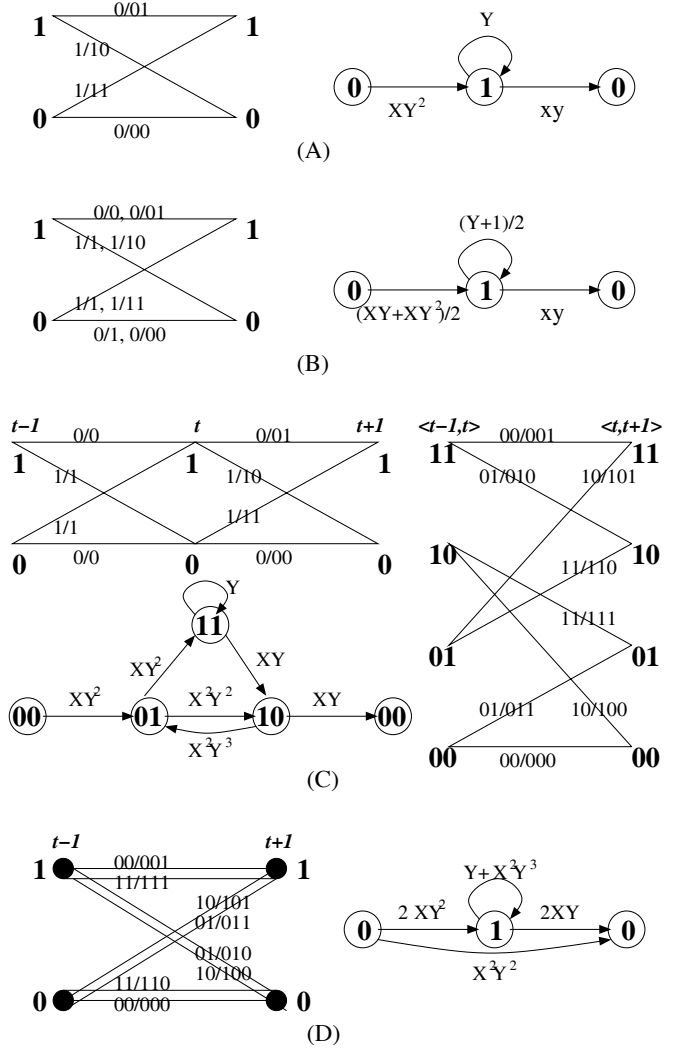 0/01
1 1
1/10
1/11
0 0
0/00
Y
0 1 0
XY² xy
(A)
0/0, 0/01
1 1
1/1, 1/10
1/1, 1/11
0 0
0/1, 0/00
(Y+1)/2
0 1 0
(XY+XY²)/2 xy
(B)
t−1 t t+1
0/0 0/01
1 1 1
1/1 1/10
1/1 1/11
0 0 0
0/0 0/00
Y
11
XY² XY
XY² X²Y² XY
00 01 10 00
X²Y³
<t−1,t> <t,t+1>
00/001
11 11
01/010 10/101
10 10
11/110
11/111
01 01
01/011 10/100
00 00
00/000
(C)
t−1 t+1
00/001
1 1
11/111
10/101
01/011
01/010
10/100
11/110
0 0
00/000
Y+X²Y³
2 XY² 2XY
0 1 0
X²Y²
(D)